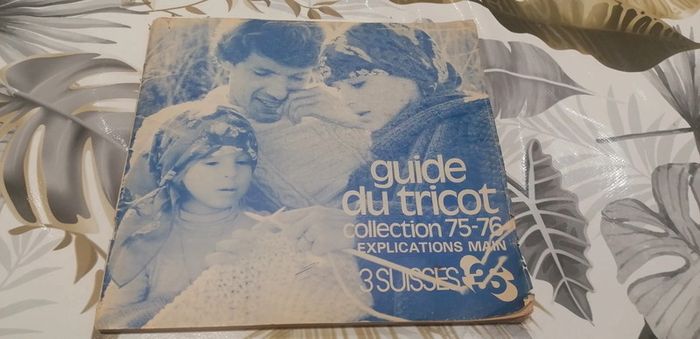 guide
du tricot
collection 75-76
EXPLICATIONS MAIN
3 SUISSES